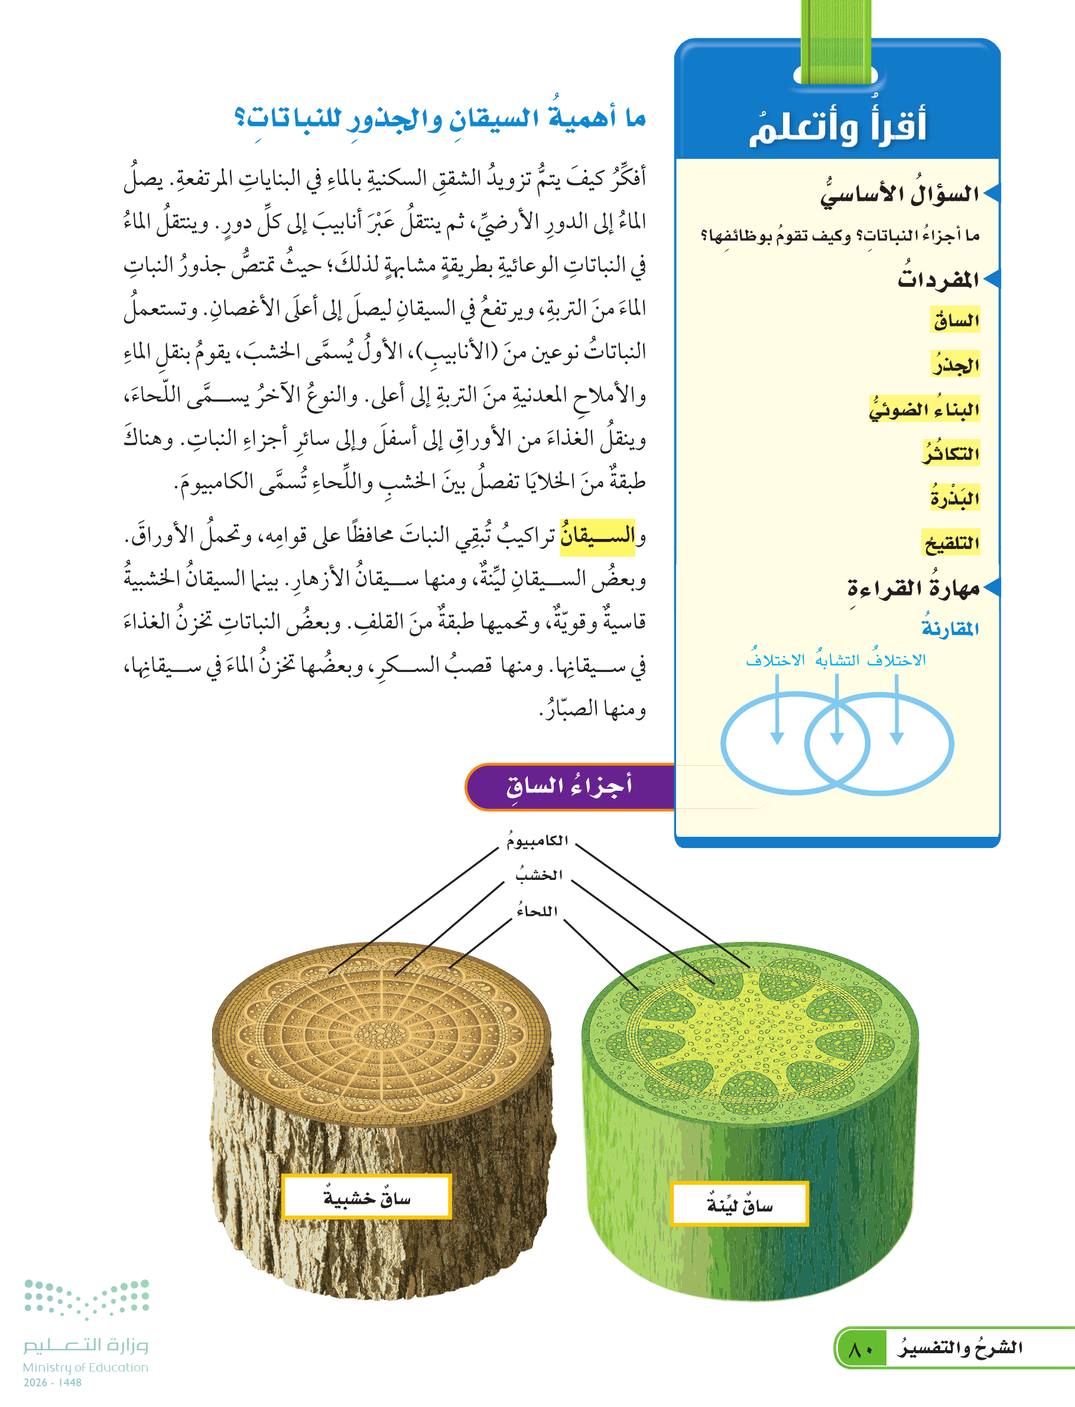 أقرأُ وأتعلمُ
السؤالُ الأساسيُّ
ما أجزاءُ النباتاتِ؟ وكيف تقومُ بوظائفِها؟
المفرداتُ
الساقُ
الجذرُ
البناءُ الضوئيُّ
التكاثُرُ
البَذْرةُ
التلقيحُ
مهارةُ القراءةِ
المقارنةُ
الاختلافُ التشابهُ الاختلافُ
ما أهميةُ السيقانِ والجذورِ للنباتاتِ؟
أفكِّرُ كيفَ يتمُّ تزويدُ الشققِ السكنيةِ بالماءِ في البناياتِ المرتفعةِ. يصلُ
الماءُ إلى الدورِ الأرضيِّ، ثم ينتقلُ عَبْرَ أنابيبَ إلى كلِّ دورٍ. وينتقلُ الماءُ
في النباتاتِ الوعائيةِ بطريقةٍ مشابهةٍ لذلكَ؛ حيثُ تمتصُّ جذورُ النباتِ
الماءَ منَ التربةِ، ويرتفعُ في السيقانِ ليصلَ إلى أعلَى الأغصانِ. وتستعملُ
النباتاتُ نوعينِ منَ (الأنابيبِ)، الأولُ يُسمَّى الخشبَ، يقومُ بنقلِ الماءِ
والأملاحِ المعدنيةِ منَ التربةِ إلى أعلى. والنوعُ الآخرُ يسمَّى اللّحاءَ،
وينقلُ الغذاءَ من الأوراقِ إلى أسفلَ وإلى سائرِ أجزاءِ النباتِ. وهناكَ
طبقةٌ منَ الخلايَا تفصلُ بينَ الخشبِ واللِّحاءِ تُسمَّى الكامبيومَ.
والسيقانُ تراكيبُ تُبقِي النباتَ محافظًا على قوامِه، وتحملُ الأوراقَ.
وبعضُ السيقانِ ليِّنةٌ، ومنها سيقانُ الأزهارِ. بينما السيقانُ الخشبيةُ
قاسيةٌ وقويّةٌ، وتحميها طبقةٌ منَ القلفِ. وبعضُ النباتاتِ تخزنُ الغذاءَ
في سيقانِها. ومنها قصبُ السكرِ، وبعضُها تخزنُ الماءَ في سيقانِها،
ومنها الصبّارُ.
أجزاءُ الساقِ
الكامبيومُ
الخشبُ
اللحاءُ
ساقٌ ليِّنةٌ
ساقٌ خشبيةٌ
الشرحُ والتفسيرُ ٨٠
وزارة التعليم
Ministry of Education
2026 - 1448